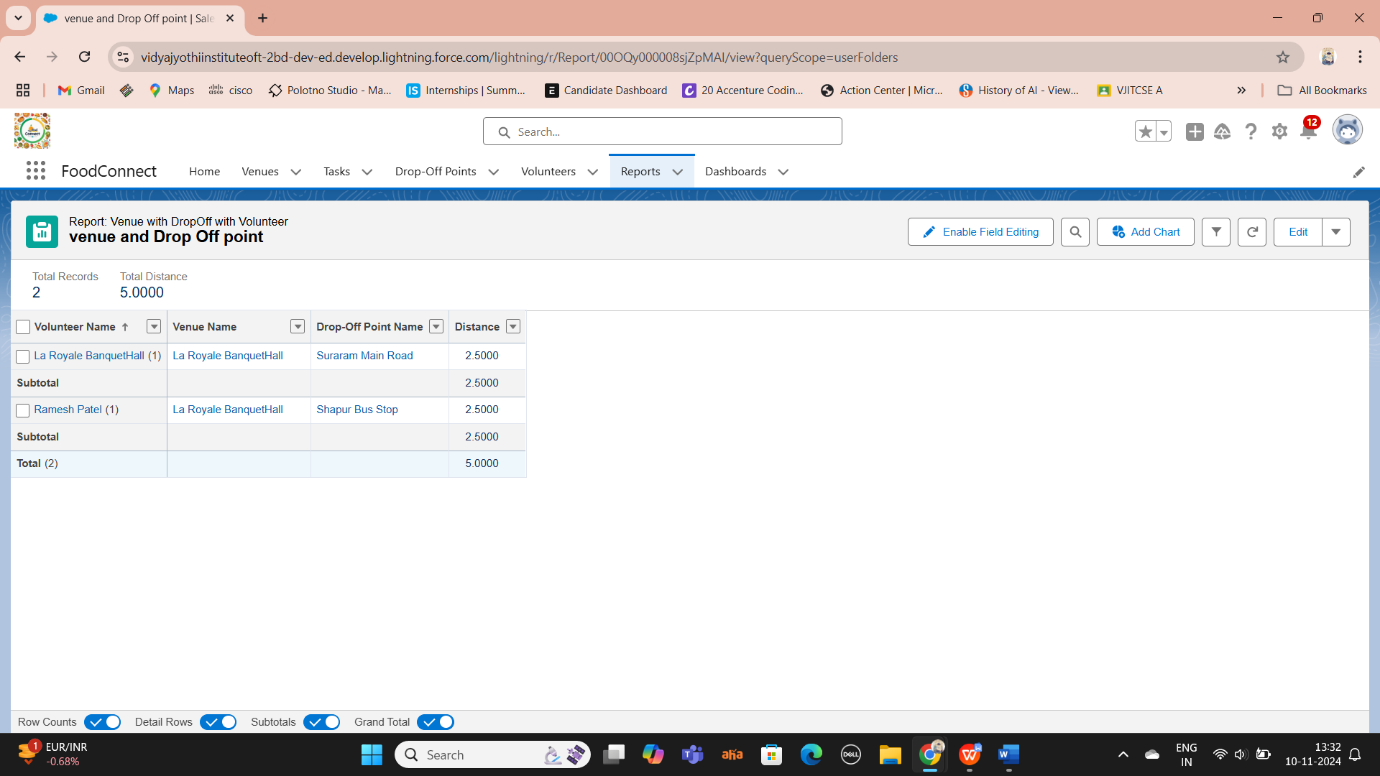 venue and Drop Off point | Sale
vidyajyothiinstituteoft-2bd-dev-ed.develop.lightning.force.com/lightning/r/Report/00OQy000008sjZpMAI/view?queryScope=userFolders
Gmail Maps cisco Polotno Studio - Ma... Internships | Summ... Candidate Dashboard 20 Accenture Codin... Action Center | Micr... History of AI - View... VJITCSE A » All Bookmarks
Search... 12
FoodConnect Home Venues Tasks Drop-Off Points Volunteers Reports Dashboards
Report: Venue with DropOff with Volunteer
venue and Drop Off point
Enable Field Editing Add Chart Edit
Total Records Total Distance
2 5.0000
Volunteer Name ↑ Venue Name Drop-Off Point Name Distance
La Royale BanquetHall (1) La Royale BanquetHall Suraram Main Road 2.5000
Subtotal 2.5000
Ramesh Patel (1) La Royale BanquetHall Shapur Bus Stop 2.5000
Subtotal 2.5000
Total (2) 5.0000
Row Counts Detail Rows Subtotals Grand Total
1 EUR/INR
-0.68%
Search
aha
DELL
W
ENG
IN
13:32
10-11-2024